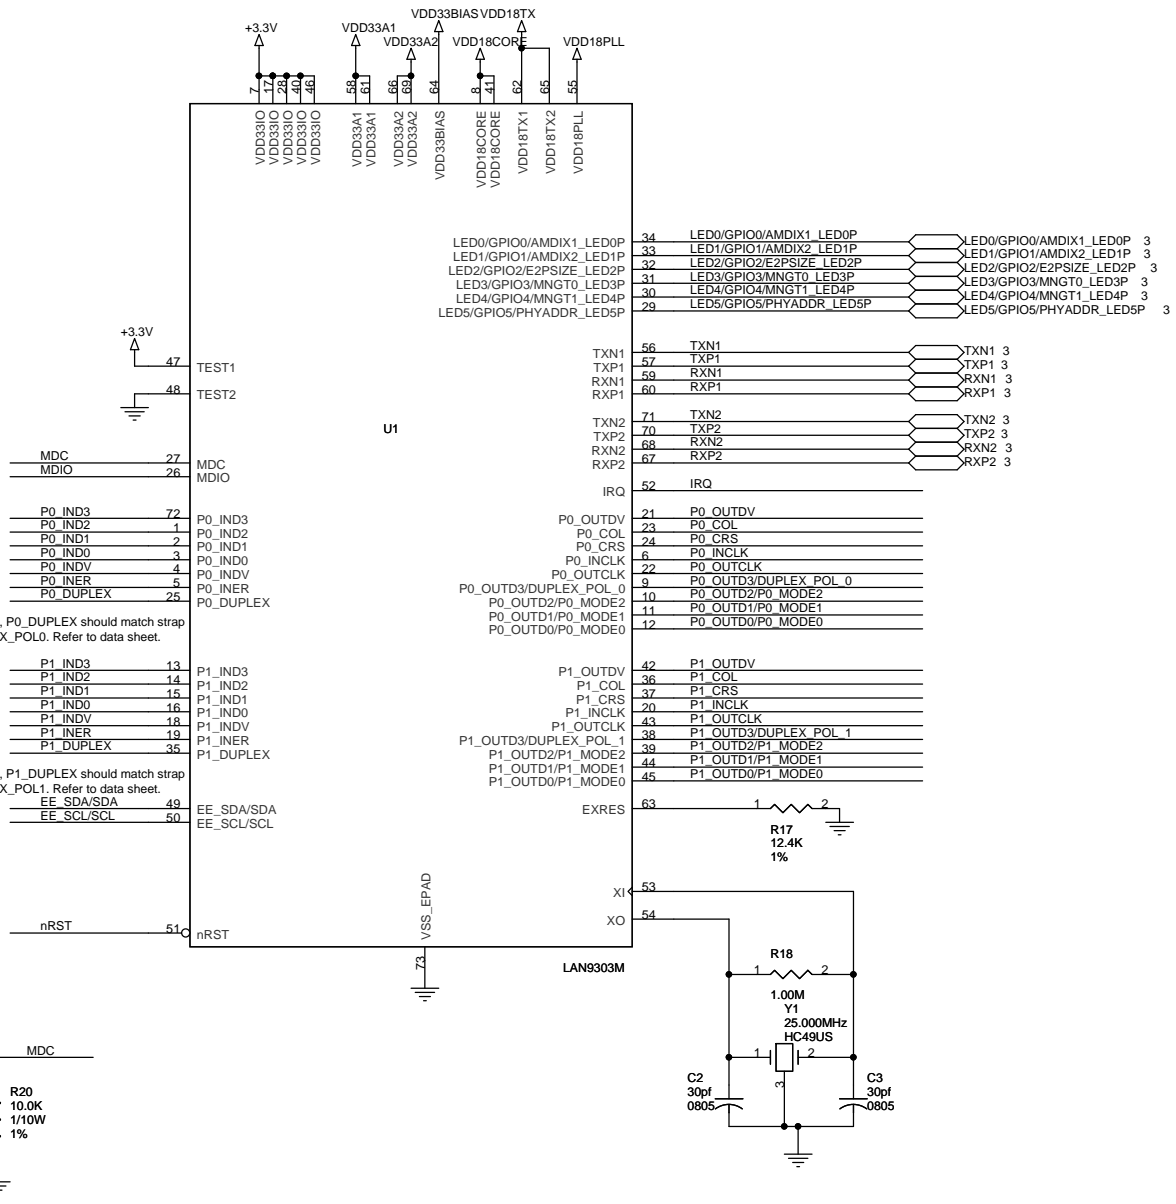 VDD33BIAS VDD18TX
+3.3V VDD33A1 VDD33A2 VDD18CORE VDD18PLL
7 17 28 40 46 58 61 66 69 64 8 41 62 65 55
VDD33IO VDD33IO VDD33IO VDD33IO VDD33IO VDD33A1 VDD33A1 VDD33A2 VDD33A2 VDD33BIAS VDD18CORE VDD18CORE VDD18TX1 VDD18TX2 VDD18PLL
LED0/GPIO0/AMDIX1_LED0P 34 LED0/GPIO0/AMDIX1_LED0P LED0/GPIO0/AMDIX1_LED0P 3
LED1/GPIO1/AMDIX2_LED1P 33 LED1/GPIO1/AMDIX2_LED1P LED1/GPIO1/AMDIX2_LED1P 3
LED2/GPIO2/E2PSIZE_LED2P 32 LED2/GPIO2/E2PSIZE_LED2P LED2/GPIO2/E2PSIZE_LED2P 3
LED3/GPIO3/MNGT0_LED3P 31 LED3/GPIO3/MNGT0_LED3P LED3/GPIO3/MNGT0_LED3P 3
LED4/GPIO4/MNGT1_LED4P 30 LED4/GPIO4/MNGT1_LED4P LED4/GPIO4/MNGT1_LED4P 3
LED5/GPIO5/PHYADDR_LED5P 29 LED5/GPIO5/PHYADDR_LED5P LED5/GPIO5/PHYADDR_LED5P 3
+3.3V
TXN1 56 TXN1 TXN1 3
47 TEST1 TXP1 57 TXP1 TXP1 3
RXN1 59 RXN1 RXN1 3
48 TEST2 RXP1 60 RXP1 RXP1 3
TXN2 71 TXN2 TXN2 3
U1 TXP2 70 TXP2 TXP2 3
RXN2 68 RXN2 RXN2 3
MDC 27 MDC RXP2 67 RXP2 RXP2 3
MDIO 26 MDIO
IRQ 52 IRQ
P0_IND3 72 P0_IND3 P0_OUTDV 21 P0_OUTDV
P0_IND2 1 P0_IND2 P0_COL 23 P0_COL
P0_IND1 2 P0_IND1 P0_CRS 24 P0_CRS
P0_IND0 3 P0_IND0 P0_INCLK 6 P0_INCLK
P0_INDV 4 P0_INDV P0_OUTCLK 22 P0_OUTCLK
P0_INER 5 P0_INER P0_OUTD3/DUPLEX_POL_0 9 P0_OUTD3/DUPLEX_POL_0
P0_DUPLEX 25 P0_DUPLEX P0_OUTD2/P0_MODE2 10 P0_OUTD2/P0_MODE2
, P0_DUPLEX should match strap P0_OUTD1/P0_MODE1 11 P0_OUTD1/P0_MODE1
X_POL0. Refer to data sheet. P0_OUTD0/P0_MODE0 12 P0_OUTD0/P0_MODE0
P1_IND3 13 P1_IND3 P1_OUTDV 42 P1_OUTDV
P1_IND2 14 P1_IND2 P1_COL 36 P1_COL
P1_IND1 15 P1_IND1 P1_CRS 37 P1_CRS
P1_IND0 16 P1_IND0 P1_INCLK 20 P1_INCLK
P1_INDV 18 P1_INDV P1_OUTCLK 43 P1_OUTCLK
P1_INER 19 P1_INER P1_OUTD3/DUPLEX_POL_1 38 P1_OUTD3/DUPLEX_POL_1
P1_DUPLEX 35 P1_DUPLEX P1_OUTD2/P1_MODE2 39 P1_OUTD2/P1_MODE2
, P1_DUPLEX should match strap P1_OUTD1/P1_MODE1 44 P1_OUTD1/P1_MODE1
X_POL1. Refer to data sheet. P1_OUTD0/P1_MODE0 45 P1_OUTD0/P1_MODE0
EE_SDA/SDA 49 EE_SDA/SDA EXRES 63 1 2
EE_SCL/SCL 50 EE_SCL/SCL
R17
12.4K
1%
XI 53
VSS_EPAD
XO 54
nRST 51 nRST
73
LAN9303M
R18
1 2
1.00M
Y1
25.000MHz
HC49US
1 2
3
MDC
C2
30pf
0805
C3
30pf
0805
R20
10.0K
1/10W
1%